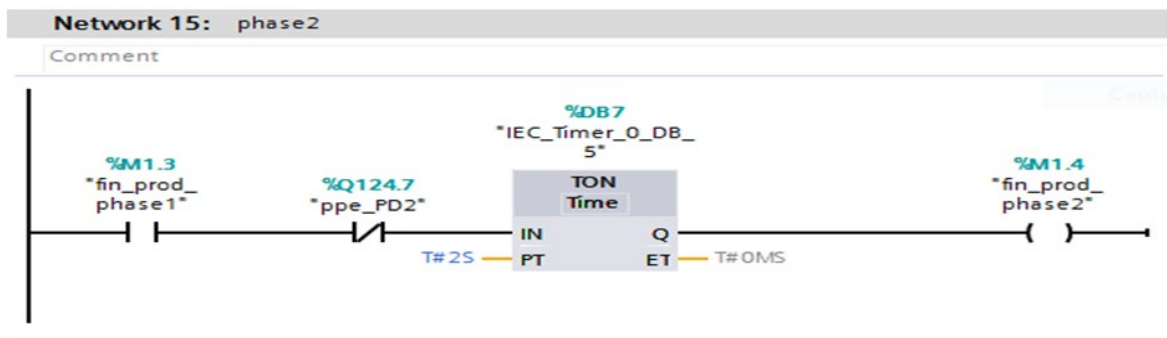 Network 15: phase2
Comment
%DB7
"IEC_Timer_0_DB_
5"
%M1.3
"fin_prod_
phase1"
%Q124.7
"ppe_PD2"
TON
Time
%M1.4
"fin_prod_
phase2"
IN Q
T#2S PT ET T#0MS